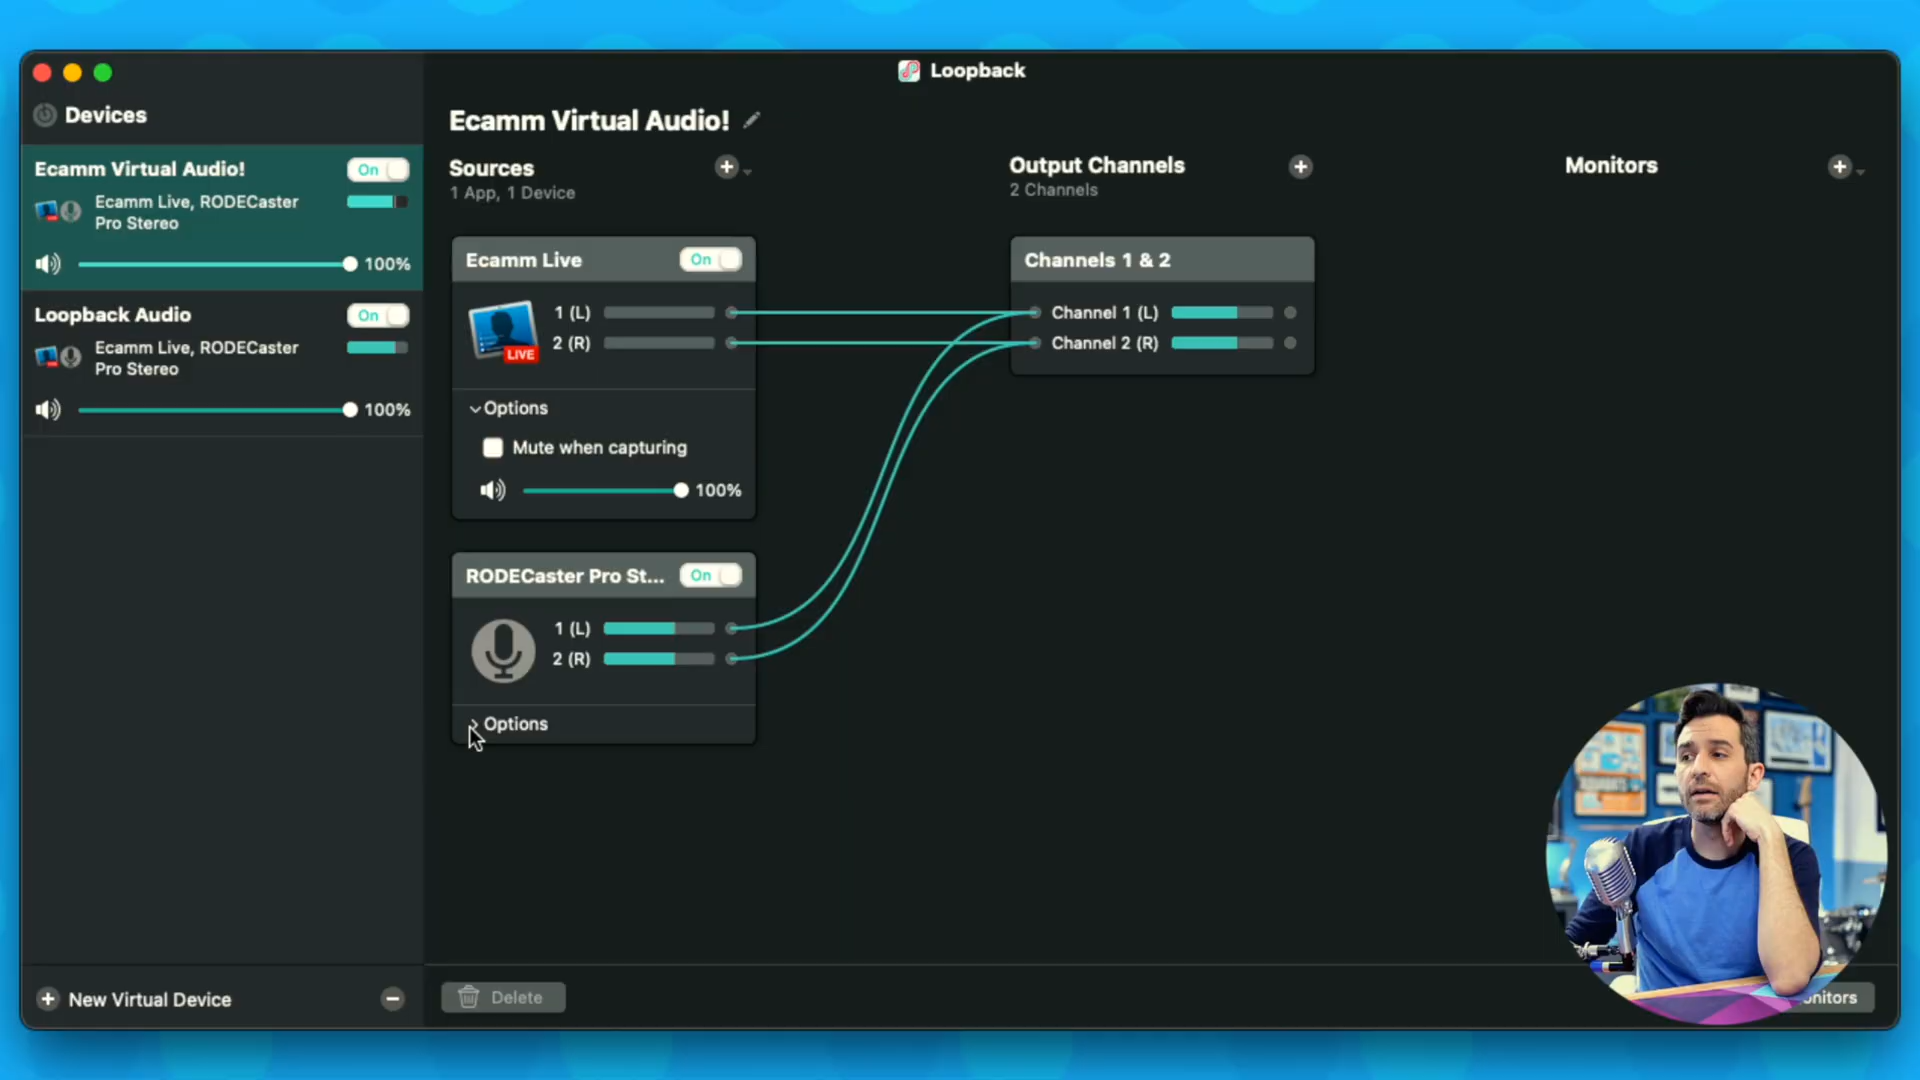 Loopback
Devices
Ecamm Virtual Audio!
On
Ecamm Live, RODECaster
Pro Stereo
100%
Loopback Audio
On
Ecamm Live, RODECaster
Pro Stereo
100%
New Virtual Device
Ecamm Virtual Audio!
Sources
1 App, 1 Device
Ecamm Live
On
LIVE
1 (L)
2 (R)
Options
Mute when capturing
100%
RODECaster Pro St...
On
1 (L)
2 (R)
Options
Delete
Output Channels
2 Channels
Channels 1 & 2
Channel 1 (L)
Channel 2 (R)
Monitors